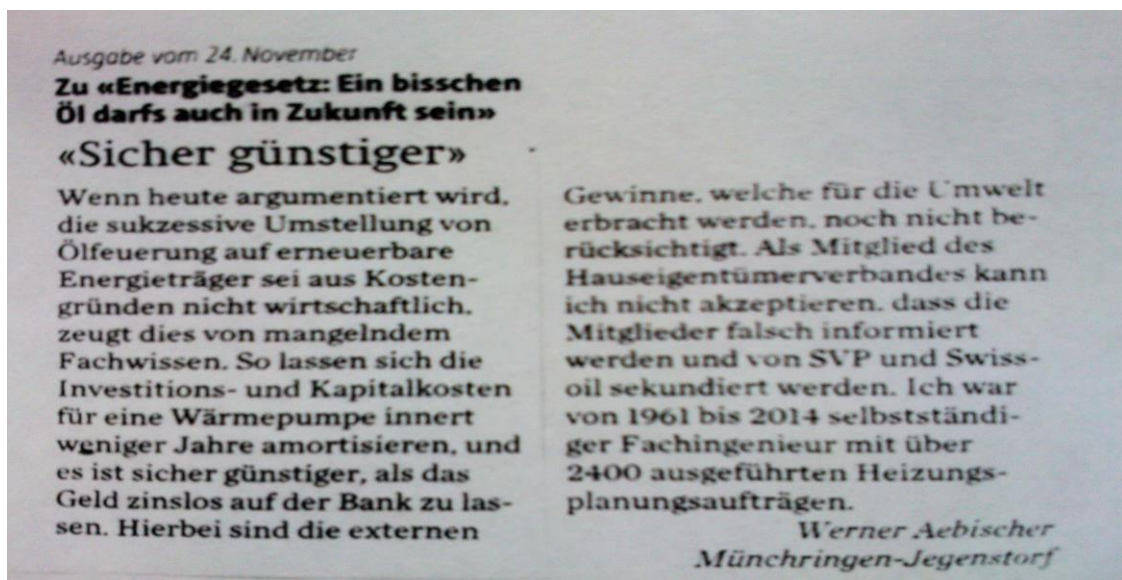 Ausgabe vom 24. November
Zu «Energiegesetz: Ein bisschen
Öl darfs auch in Zukunft sein»
«Sicher günstiger»
Wenn heute argumentiert wird,
die sukzessive Umstellung von
Ölfeuerung auf erneuerbare
Energieträger sei aus Kosten-
gründen nicht wirtschaftlich,
zeugt dies von mangelndem
Fachwissen. So lassen sich die
Investitions- und Kapitalkosten
für eine Wärmepumpe innert
weniger Jahre amortisieren, und
es ist sicher günstiger, als das
Geld zinslos auf der Bank zu las-
sen. Hierbei sind die externen
Gewinne, welche für die Umwelt
erbracht werden, noch nicht be-
rücksichtigt. Als Mitglied des
Hauseigentümerverbandes kann
ich nicht akzeptieren, dass die
Mitglieder falsch informiert
werden und von SVP und Swiss-
oil sekundiert werden. Ich war
von 1961 bis 2014 selbstständi-
ger Fachingenieur mit über
2400 ausgeführten Heizungs-
planungsaufträgen.
Werner Aebischer
Münchringen-Jegenstorf